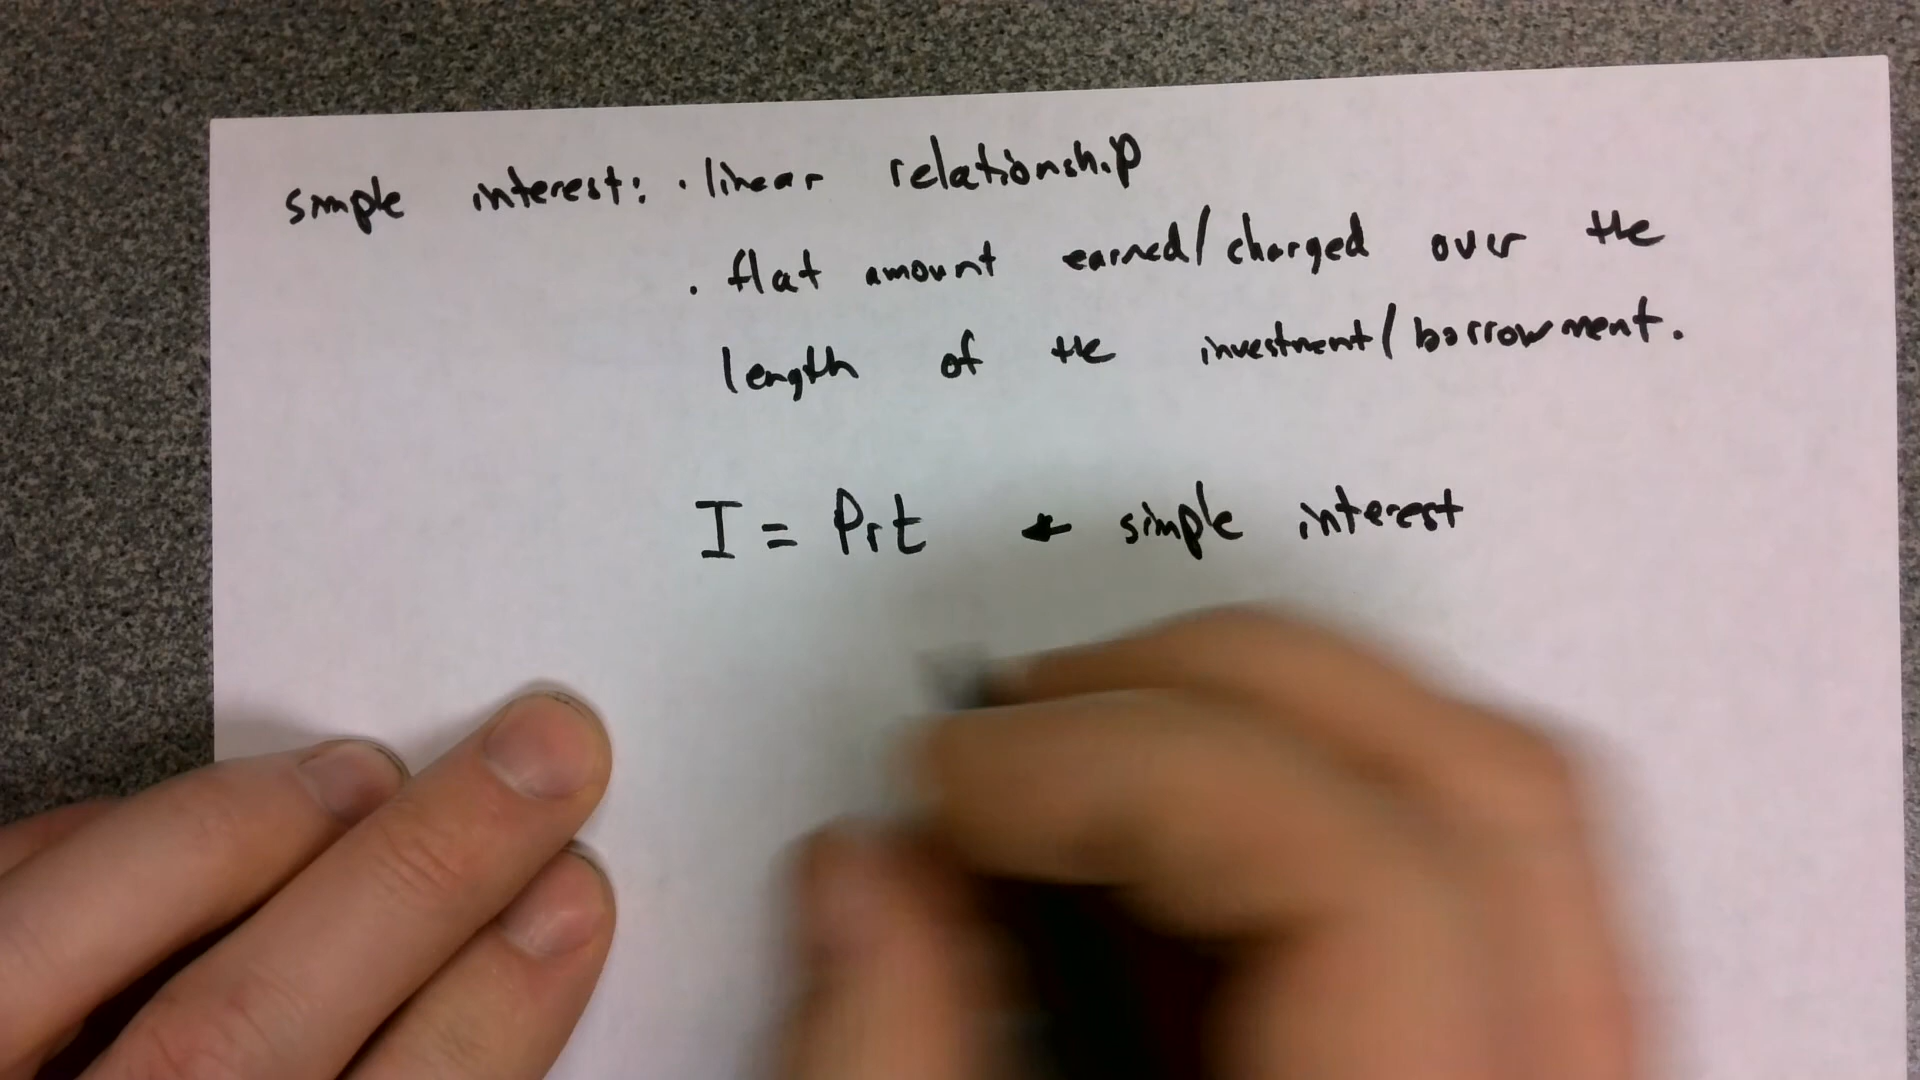 simple interest: · linear relationship
· flat amount earned/charged over the
length of the investment/borrowment.
I = Prt ← simple interest